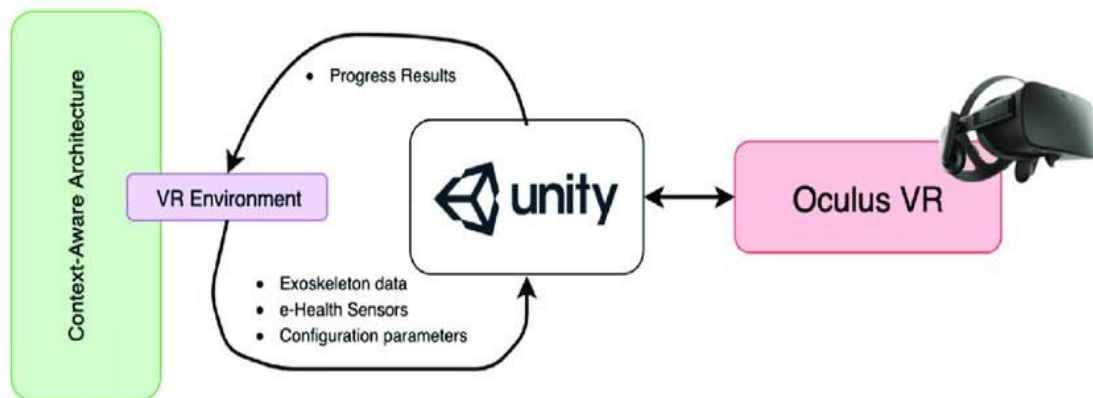 Context-Aware Architecture
• Progress Results
VR Environment
unity
Oculus VR
• Exoskeleton data
• e-Health Sensors
• Configuration parameters